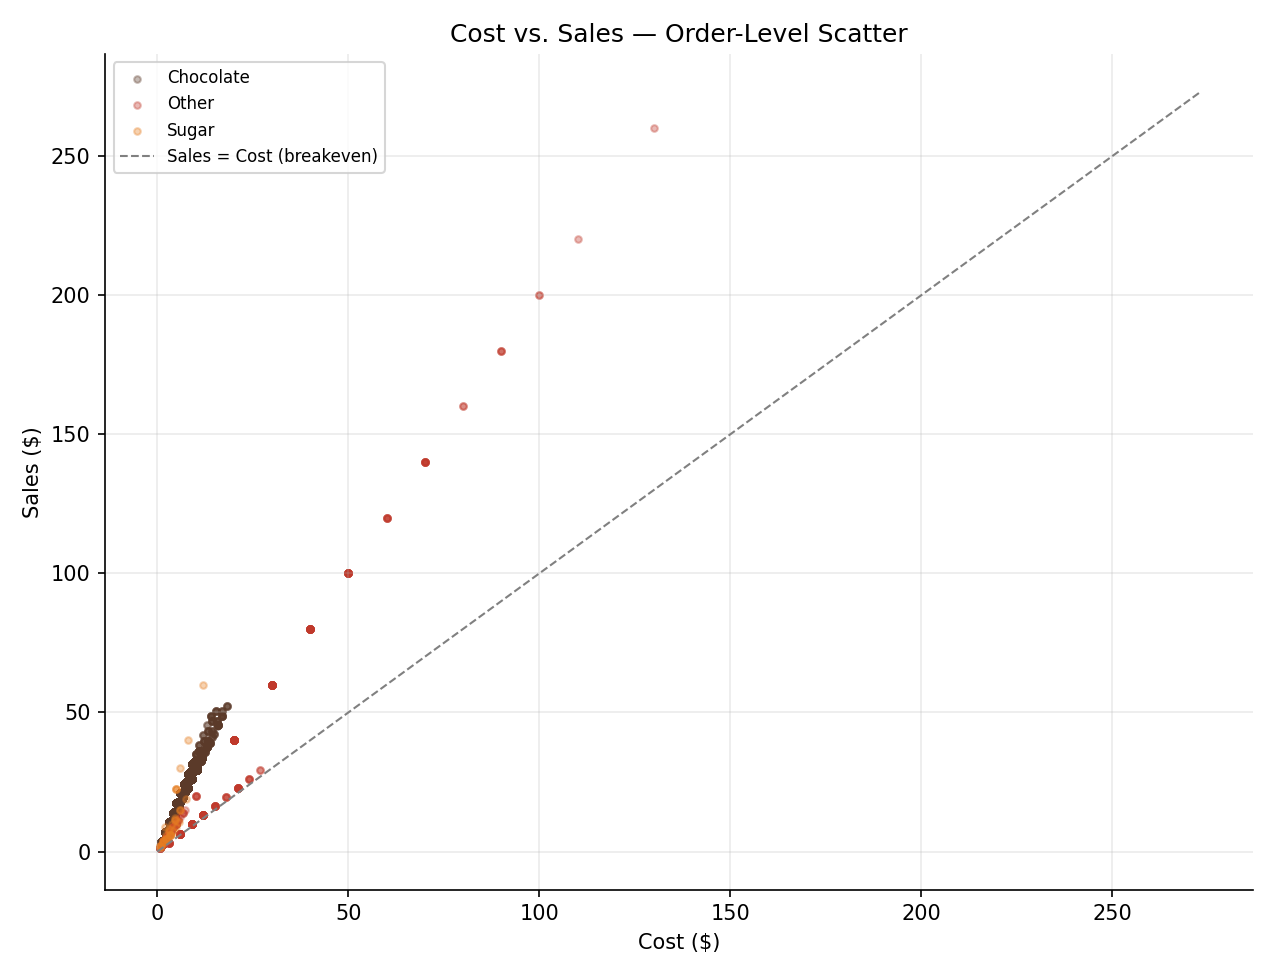 Cost vs. Sales — Order-Level Scatter
Chocolate
Other
Sugar
Sales = Cost (breakeven)
250
200
150
100
50
0
Sales ($)
0 50 100 150 200 250
Cost ($)